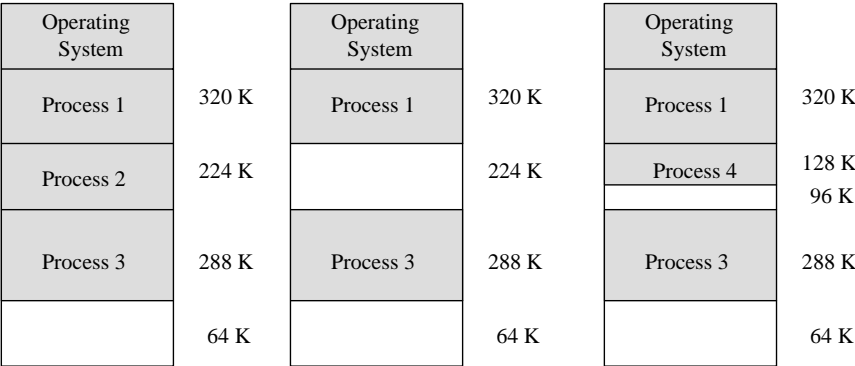 Operating
System
Process 1
320 K
Process 2
224 K
Process 3
288 K
64 K
Operating
System
Process 1
320 K
224 K
Process 3
288 K
64 K
Operating
System
Process 1
320 K
Process 4
128 K
96 K
Process 3
288 K
64 K